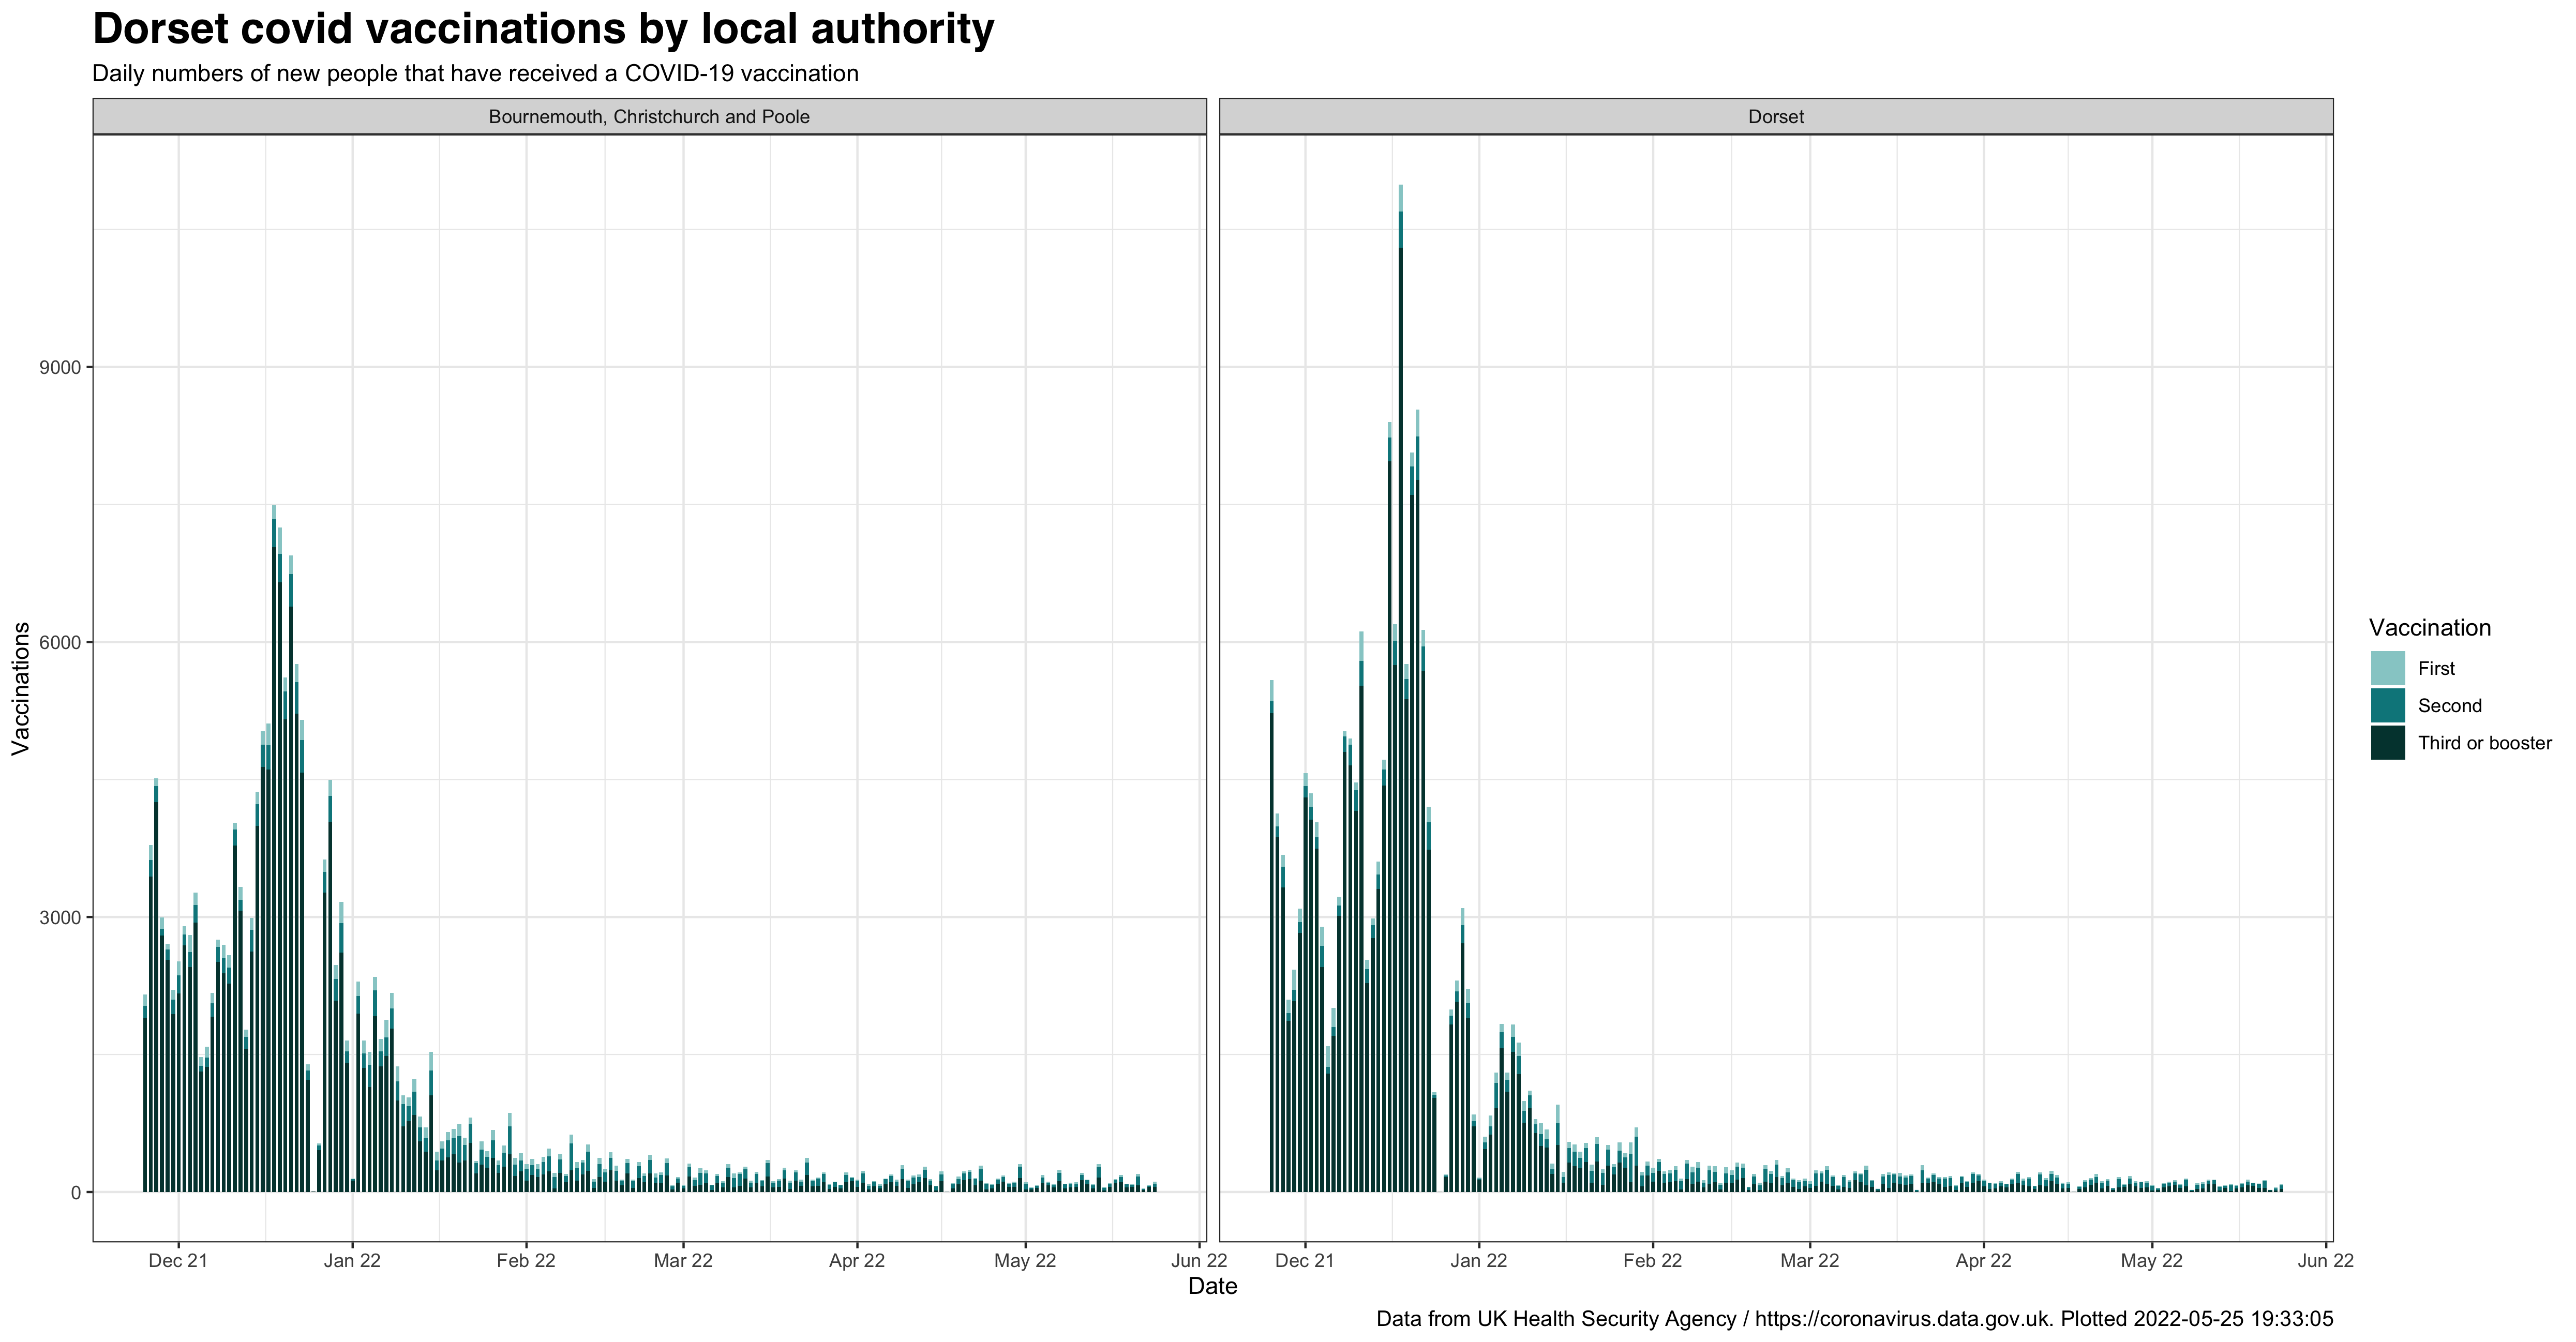 Dorset covid vaccinations by local authority
Daily numbers of new people that have received a COVID-19 vaccination
Bournemouth, Christchurch and Poole
Dorset
Vaccinations
9000
6000
3000
0
Dec 21 Jan 22 Feb 22 Mar 22 Apr 22 May 22 Jun 22
Dec 21 Jan 22 Feb 22 Mar 22 Apr 22 May 22 Jun 22
Date
Vaccination
First
Second
Third or booster
Data from UK Health Security Agency / https://coronavirus.data.gov.uk. Plotted 2022-05-25 19:33:05